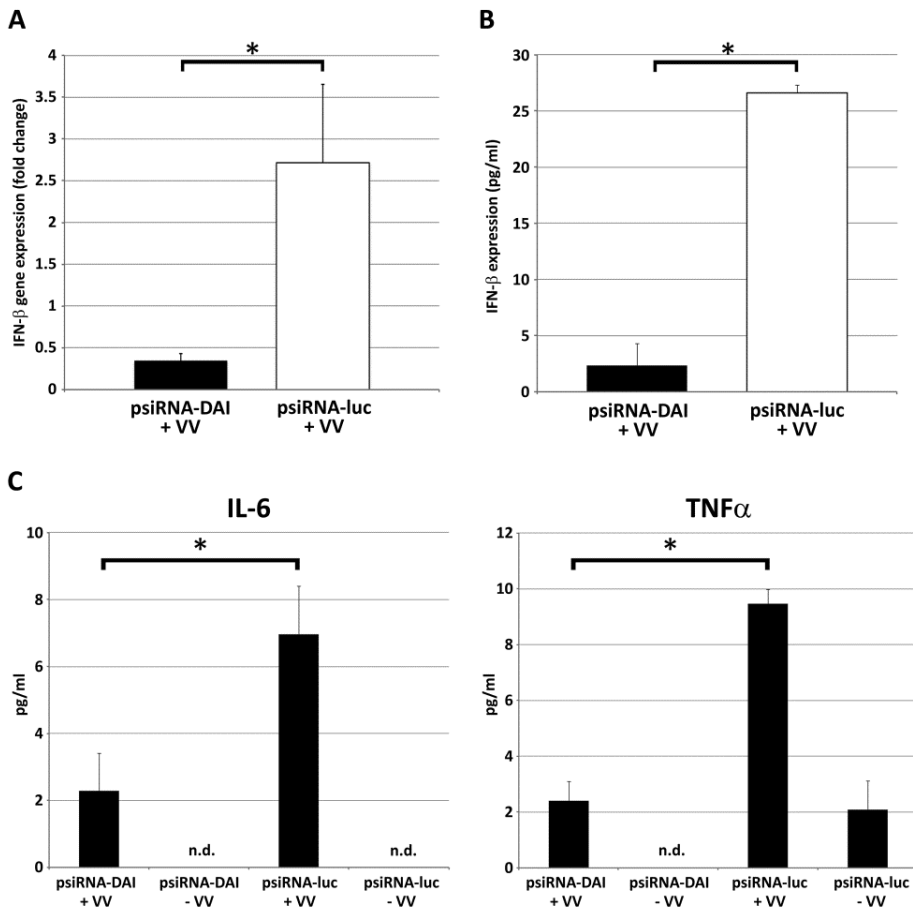 A
IFN-β gene expression (fold change)
4
3.5
3
2.5
2
1.5
1
0.5
0
*
psiRNA-DAI
+ VV
psiRNA-luc
+ VV
B
IFN-β expression (pg/ml)
30
25
20
15
10
5
0
*
psiRNA-DAI
+ VV
psiRNA-luc
+ VV
C
IL-6
pg/ml
10
8
6
4
2
0
*
n.d.
n.d.
psiRNA-DAI
+ VV
psiRNA-DAI
- VV
psiRNA-luc
+ VV
psiRNA-luc
- VV
TNFα
pg/ml
12
10
8
6
4
2
0
*
n.d.
psiRNA-DAI
+ VV
psiRNA-DAI
- VV
psiRNA-luc
+ VV
psiRNA-luc
- VV